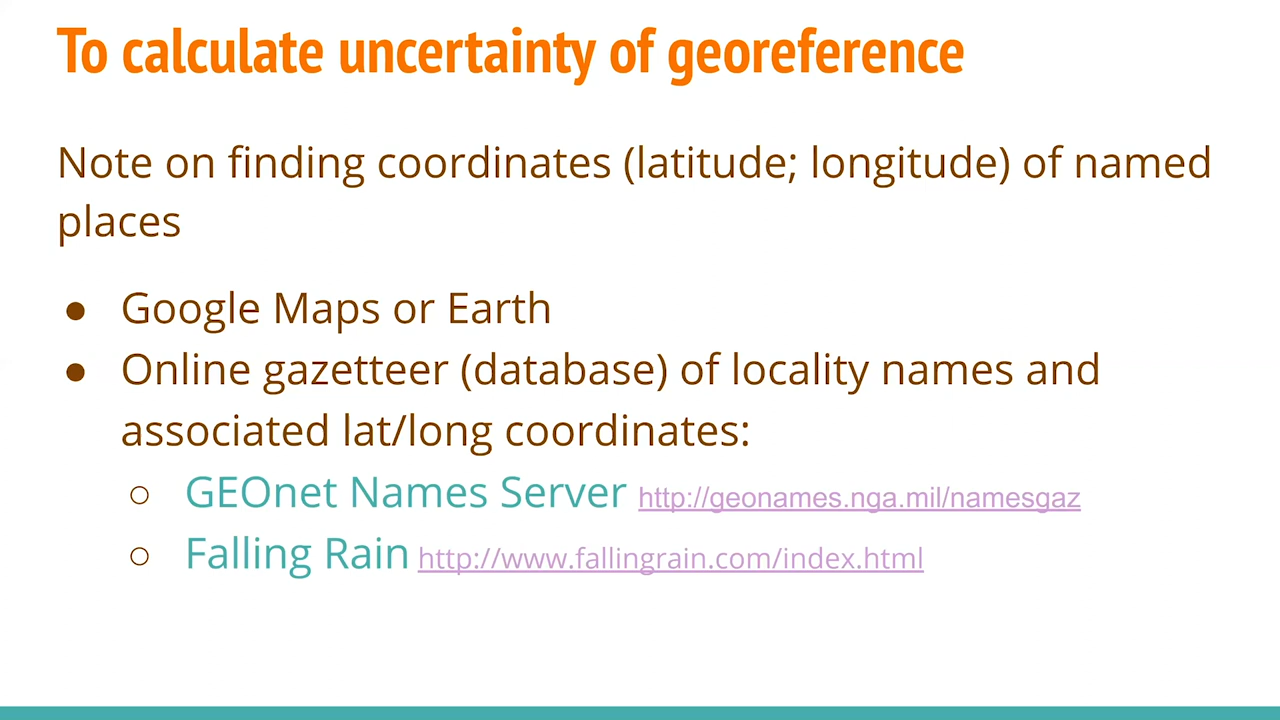 To calculate uncertainty of georeference
Note on finding coordinates (latitude; longitude) of named
places
● Google Maps or Earth
● Online gazetteer (database) of locality names and
associated lat/long coordinates:
○ GEOnet Names Server http://geonames.nga.mil/namesgaz
○ Falling Rain http://www.fallingrain.com/index.html